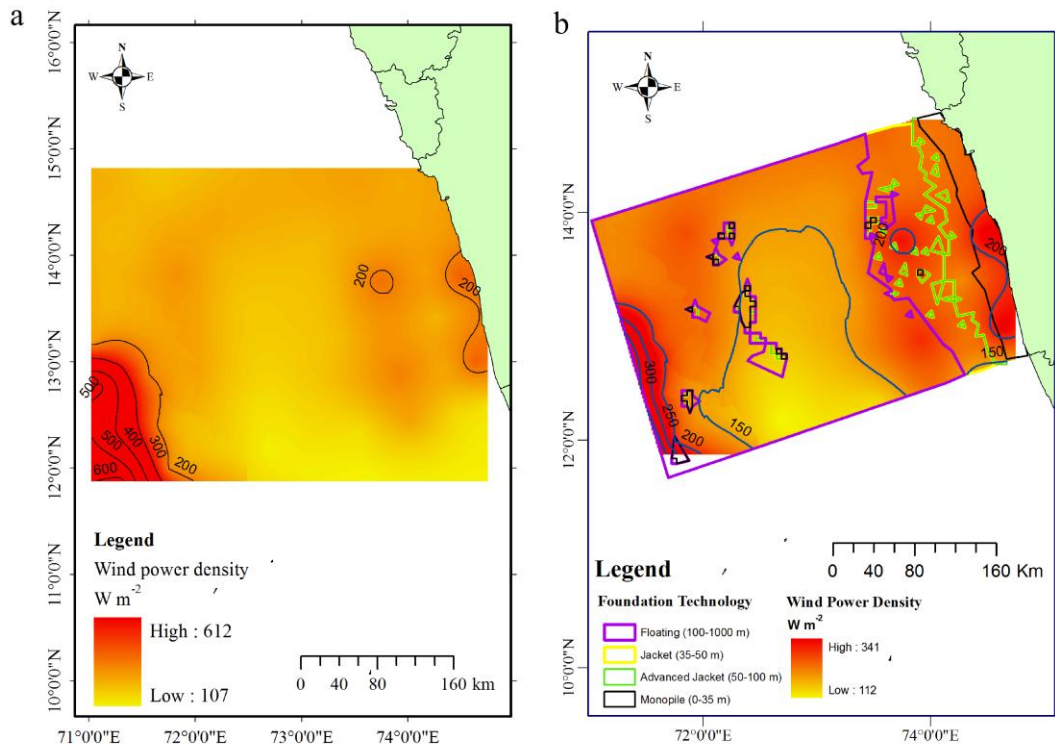 a
N
W E
S
16°0'0"N
15°0'0"N
14°0'0"N
13°0'0"N
12°0'0"N
11°0'0"N
10°0'0"N
200
200
500
500
400
300
600
200
Legend
Wind power density
W m-2
High : 612
Low : 107
0 40 80 160 km
71°0'0"E 72°0'0"E 73°0'0"E 74°0'0"E
b
N
W E
S
14°0'0"N
12°0'0"N
10°0'0"N
200
200
150
300
250
200
150
0 40 80 160 Km
Legend
Foundation Technology
Floating (100-1000 m)
Jacket (35-50 m)
Advanced Jacket (50-100 m)
Monopile (0-35 m)
Wind Power Density
W m-2
High : 341
Low : 112
72°0'0"E 74°0'0"E